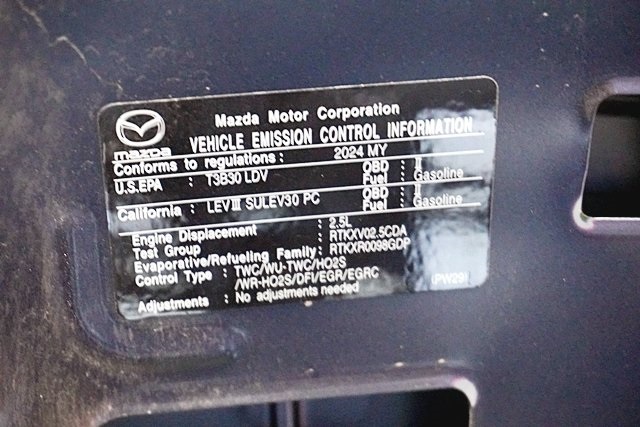 Mazda Motor Corporation
mazda VEHICLE EMISSION CONTROL INFORMATION
Conforms to regulations : 2024 MY
U.S.EPA : T3B30 LDV OBD : II
Fuel : Gasoline
California : LEVIII SULEV30 PC OBD : II
Fuel : Gasoline
Engine Displacement : 2.5L
Test Group : RTKXV02.5CDA
Evaporative/Refueling Family: RTKXR0098GDP
Control Type : TWC/WU-TWC/HO2S
/WR-HO2S/DFI/EGR/EGRC
Adjustments : No adjustments needed (PW29)